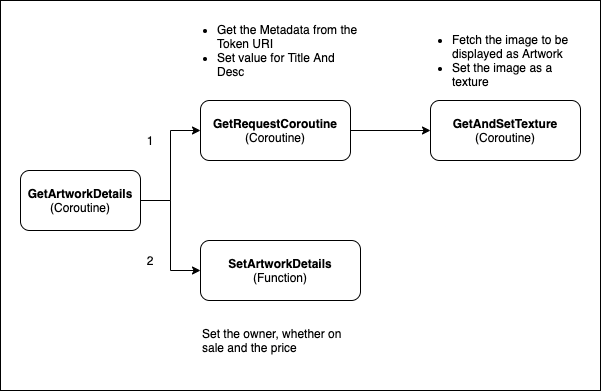 • Get the Metadata from the
Token URI
• Set value for Title And
Desc
• Fetch the image to be
displayed as Artwork
• Set the image as a
texture
GetRequestCoroutine
(Coroutine)
GetAndSetTexture
(Coroutine)
1
GetArtworkDetails
(Coroutine)
2
SetArtworkDetails
(Function)
Set the owner, whether on
sale and the price